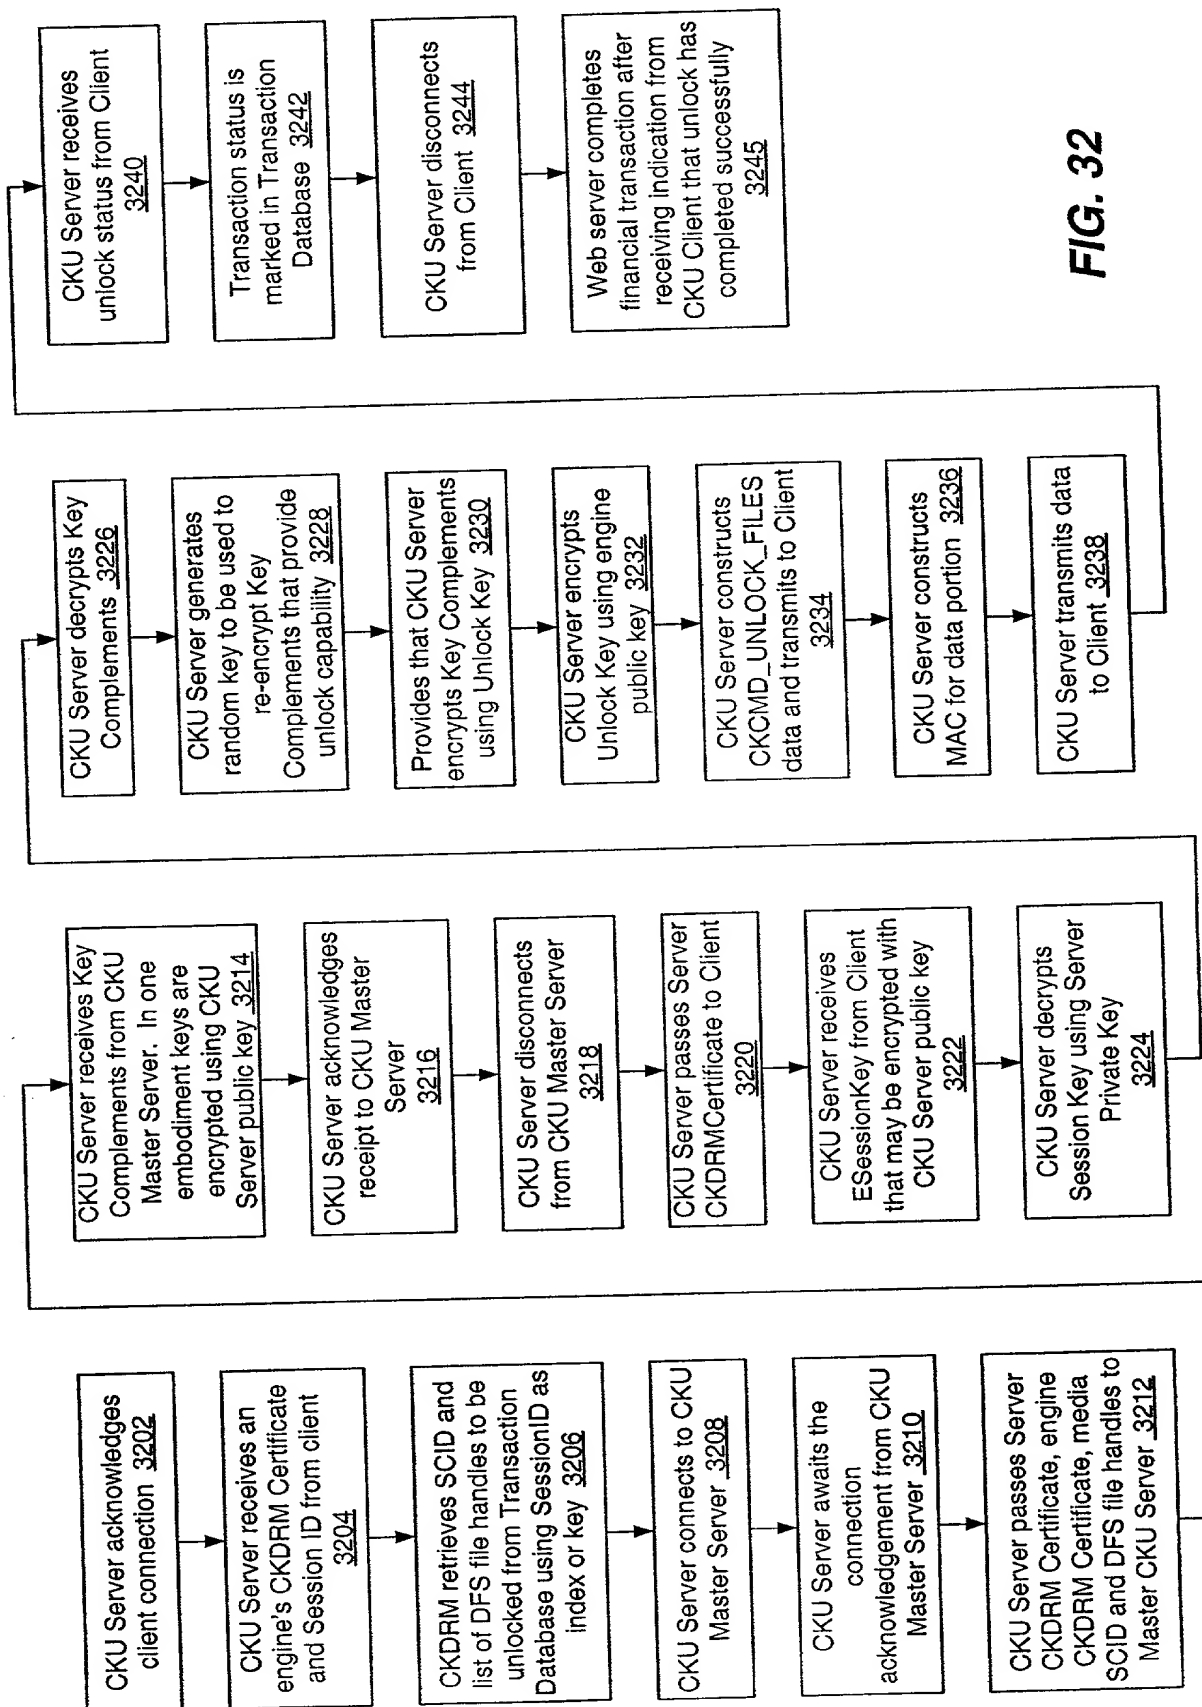 CKU Server acknowledges
client connection 3202
CKU Server receives an
engine's CKDRM Certificate
and Session ID from client
3204
CKDRM retrieves SCID and
list of DFS file handles to be
unlocked from Transaction
Database using SessionID as
index or key 3206
CKU Server connects to CKU
Master Server 3208
CKU Server awaits the
connection
acknowledgement from CKU
Master Server 3210
CKU Server passes Server
CKDRM Certificate, engine
CKDRM Certificate, media
SCID and DFS file handles to
Master CKU Server 3212
CKU Server receives Key
Complements from CKU
Master Server. In one
embodiment keys are
encrypted using CKU
Server public key 3214
CKU Server acknowledges
receipt to CKU Master
Server
3216
CKU Server disconnects
from CKU Master Server
3218
CKU Server passes Server
CKDRMCertificate to Client
3220
CKU Server receives
ESessionKey from Client
that may be encrypted with
CKU Server public key
3222
CKU Server decrypts
Session Key using Server
Private Key
3224
CKU Server decrypts Key
Complements 3226
CKU Server generates
random key to be used to
re-encrypt Key
Complements that provide
unlock capability 3228
Provides that CKU Server
encrypts Key Complements
using Unlock Key 3230
CKU Server encrypts
Unlock Key using engine
public key 3232
CKU Server constructs
CKCMD_UNLOCK_FILES
data and transmits to Client
3234
CKU Server constructs
MAC for data portion 3236
CKU Server transmits data
to Client 3238
CKU Server receives
unlock status from Client
3240
Transaction status is
marked in Transaction
Database 3242
CKU Server disconnects
from Client 3244
Web server completes
financial transaction after
receiving indication from
CKU Client that unlock has
completed successfully
3245
FIG. 32